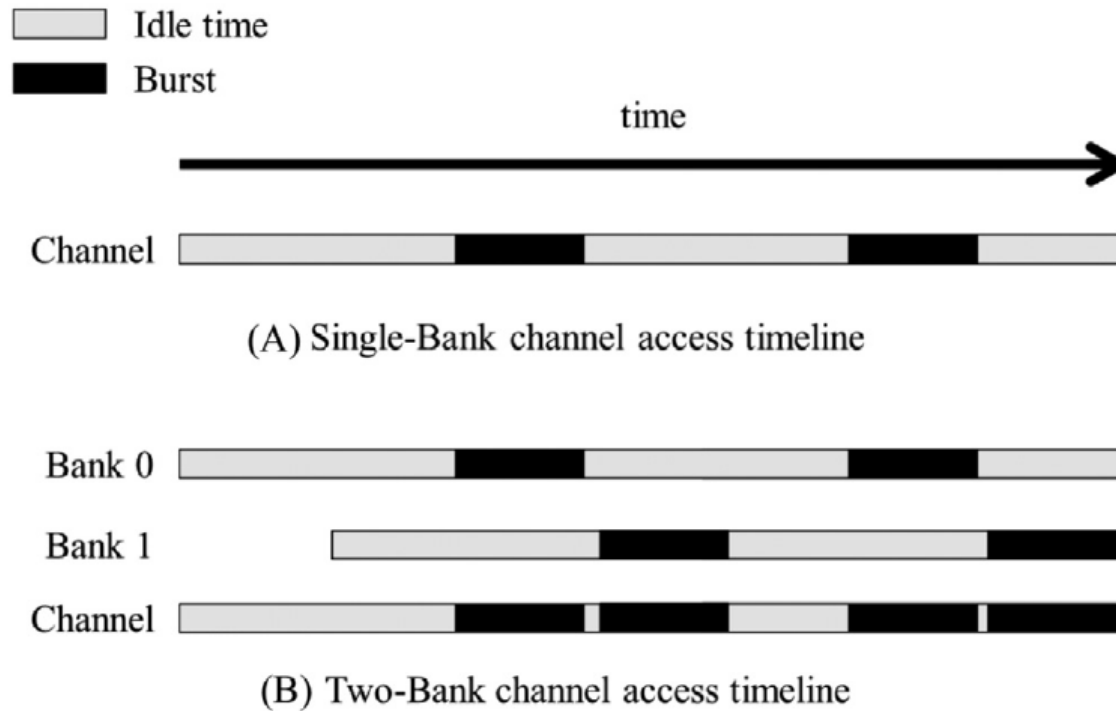 Idle time
Burst
time
Channel
(A) Single-Bank channel access timeline
Bank 0
Bank 1
Channel
(B) Two-Bank channel access timeline